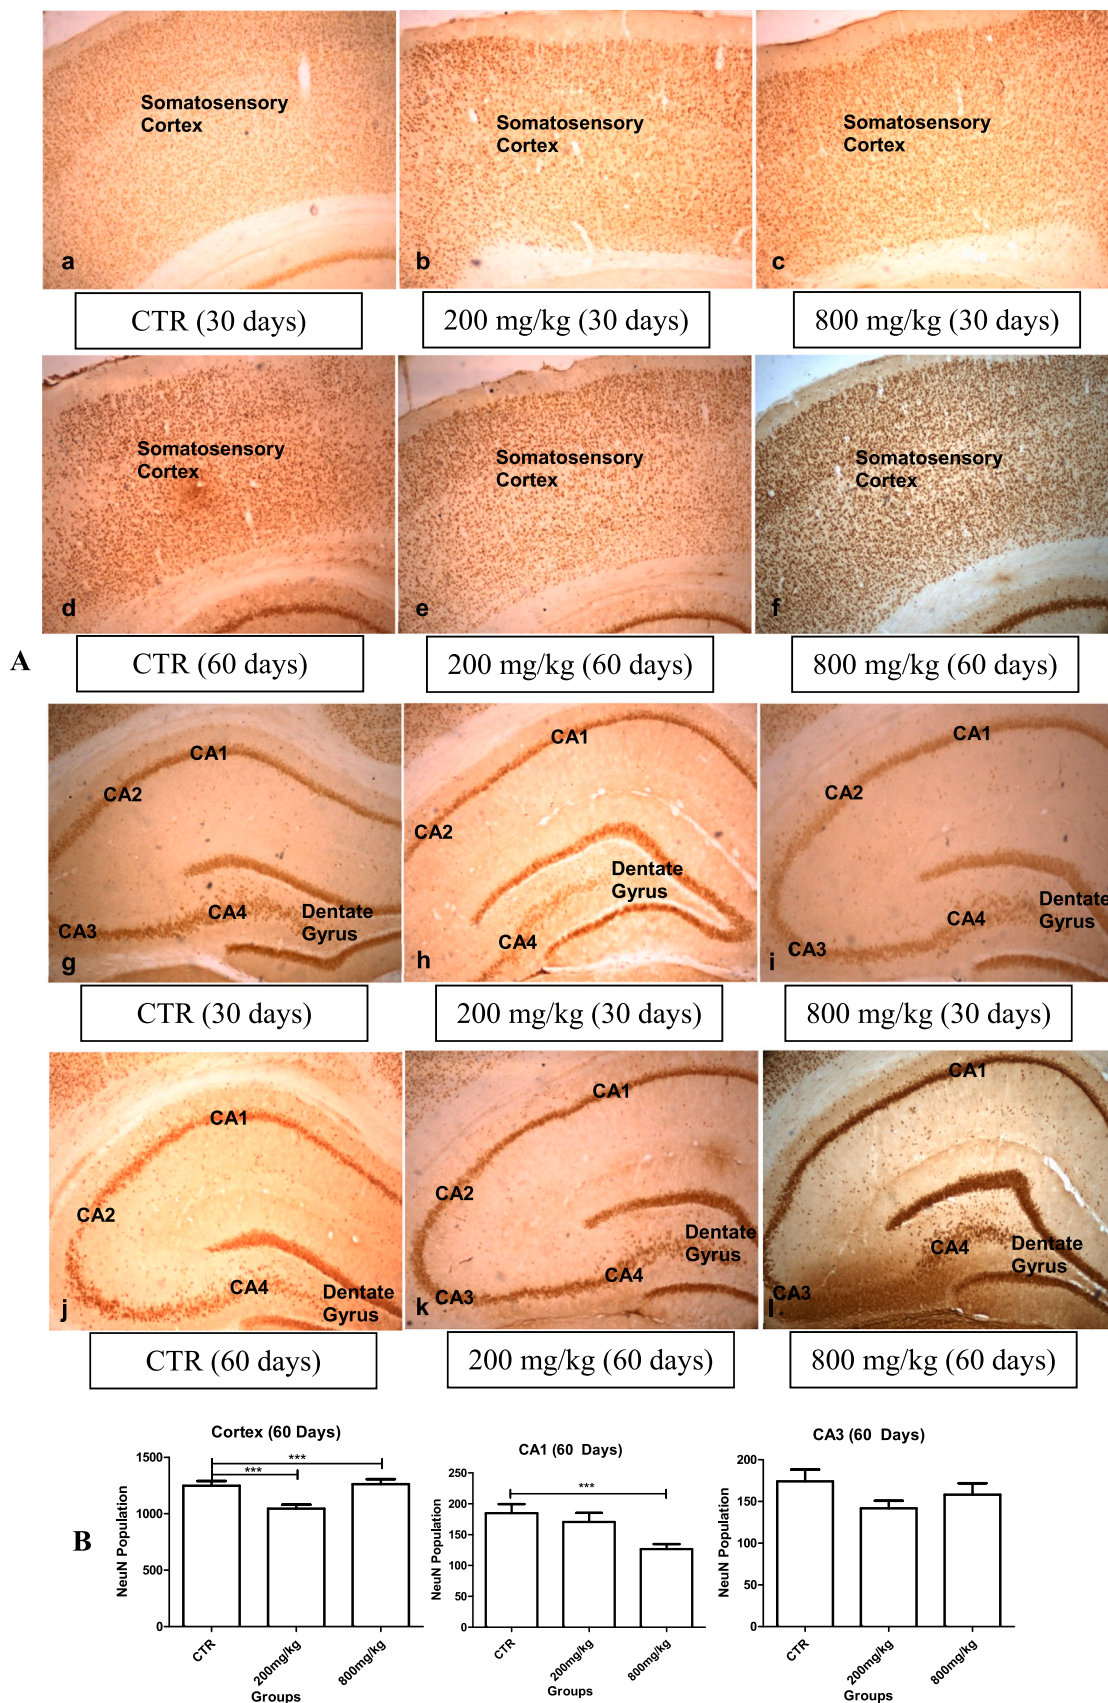 Somatosensory
Cortex
a
Somatosensory
Cortex
b
Somatosensory
Cortex
c
CTR (30 days)
200 mg/kg (30 days)
800 mg/kg (30 days)
Somatosensory
Cortex
d
Somatosensory
Cortex
e
Somatosensory
Cortex
f
CTR (60 days)
200 mg/kg (60 days)
800 mg/kg (60 days)
A
CA1
CA2
CA3
CA4
Dentate
Gyrus
g
CA1
CA2
Dentate
Gyrus
CA4
h
CA1
CA2
CA3
CA4
Dentate
Gyrus
i
CTR (30 days)
200 mg/kg (30 days)
800 mg/kg (30 days)
CA1
CA2
CA4
Dentate
Gyrus
j
CA1
CA2
CA3
CA4
Dentate
Gyrus
k
CA1
CA3
CA4
Dentate
Gyrus
l
CTR (60 days)
200 mg/kg (60 days)
800 mg/kg (60 days)
B
Cortex (60 Days)
NeuN Population
1500
1000
500
0
***
***
CTR
200mg/kg
800mg/kg
Groups
CA1 (60 Days)
NeuN Population
250
200
150
100
50
0
***
CTR
200mg/kg
800mg/kg
CA3 (60 Days)
NeuN Population
200
150
100
50
0
CTR
200mg/kg
800mg/kg
Groups